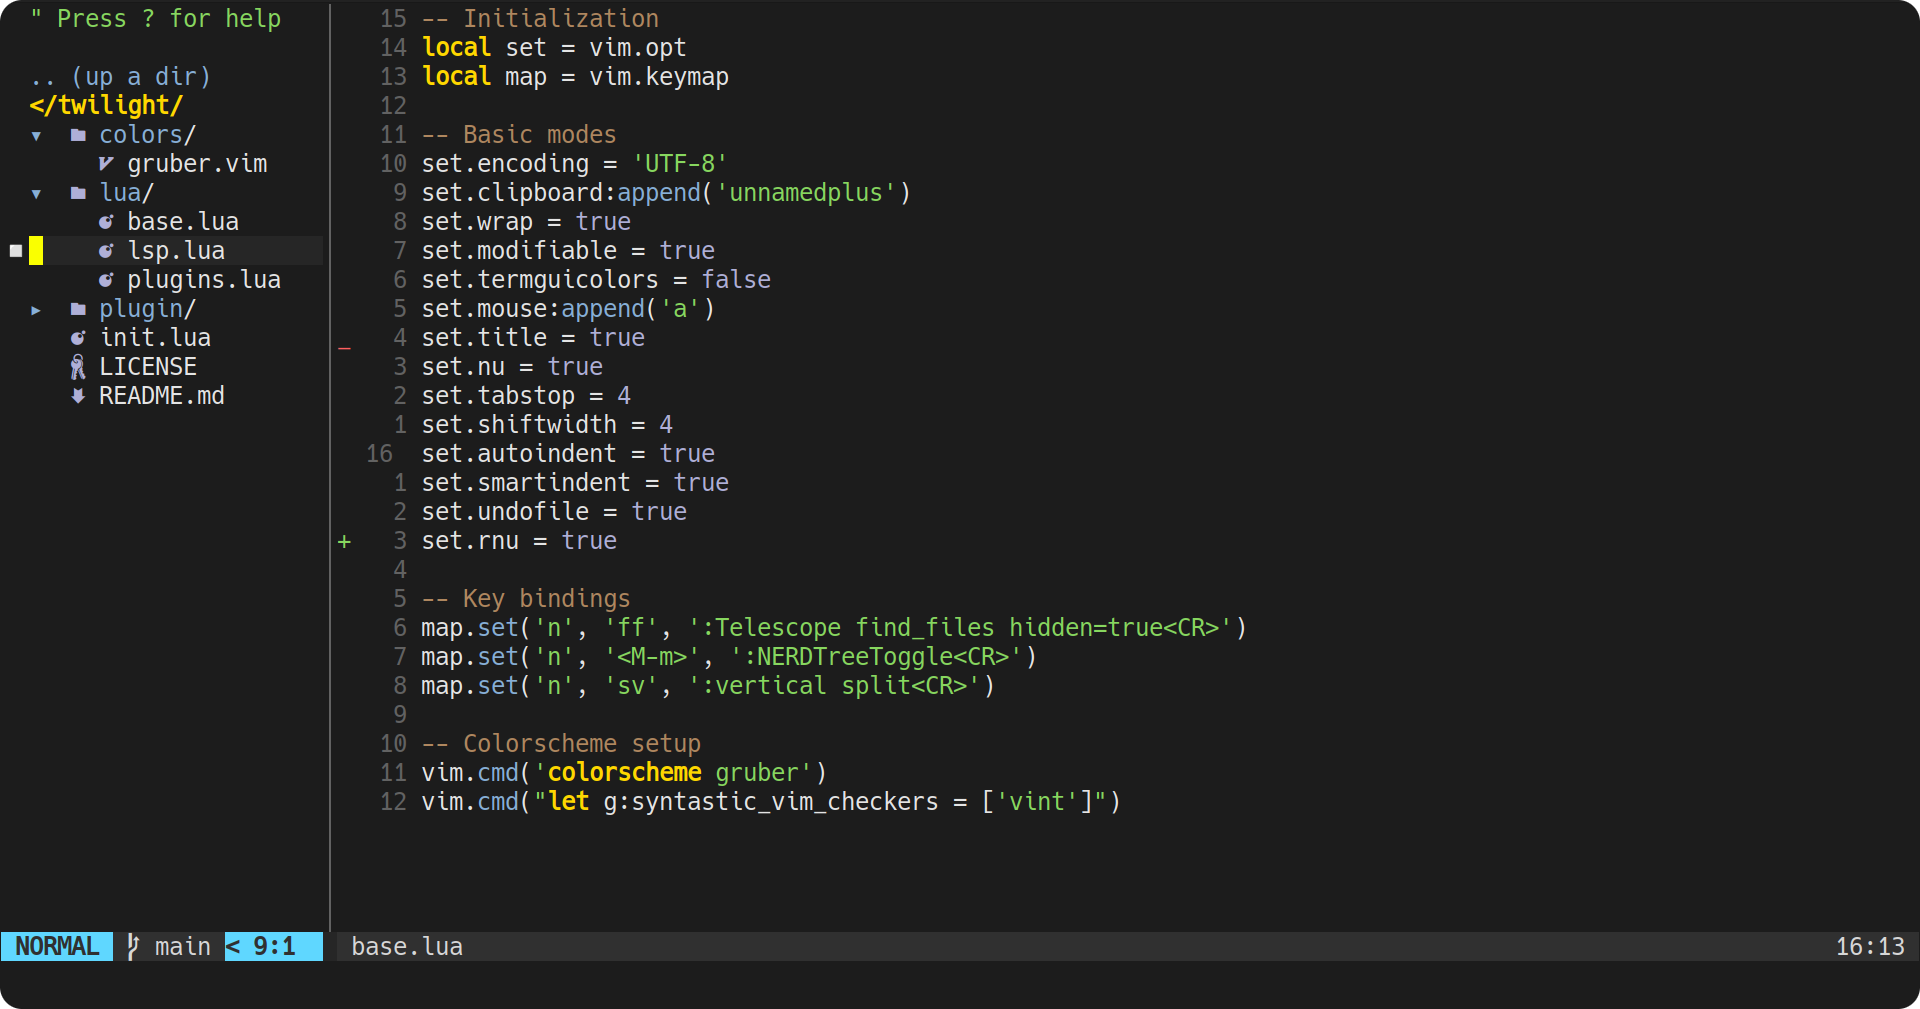 " Press ? for help
.. (up a dir)
</twilight/
▾ colors/
gruber.vim
▾ lua/
base.lua
lsp.lua
plugins.lua
▸ plugin/
init.lua
LICENSE
README.md
15 -- Initialization
14 local set = vim.opt
13 local map = vim.keymap
12
11 -- Basic modes
10 set.encoding = 'UTF-8'
9 set.clipboard:append('unnamedplus')
8 set.wrap = true
7 set.modifiable = true
6 set.termguicolors = false
5 set.mouse:append('a')
_ 4 set.title = true
3 set.nu = true
2 set.tabstop = 4
1 set.shiftwidth = 4
16 set.autoindent = true
1 set.smartindent = true
2 set.undofile = true
+ 3 set.rnu = true
4
5 -- Key bindings
6 map.set('n', 'ff', ':Telescope find_files hidden=true<CR>')
7 map.set('n', '<M-m>', ':NERDTreeToggle<CR>')
8 map.set('n', 'sv', ':vertical split<CR>')
9
10 -- Colorscheme setup
11 vim.cmd('colorscheme gruber')
12 vim.cmd("let g:syntastic_vim_checkers = ['vint']")
NORMAL main < 9:1 base.lua 16:13